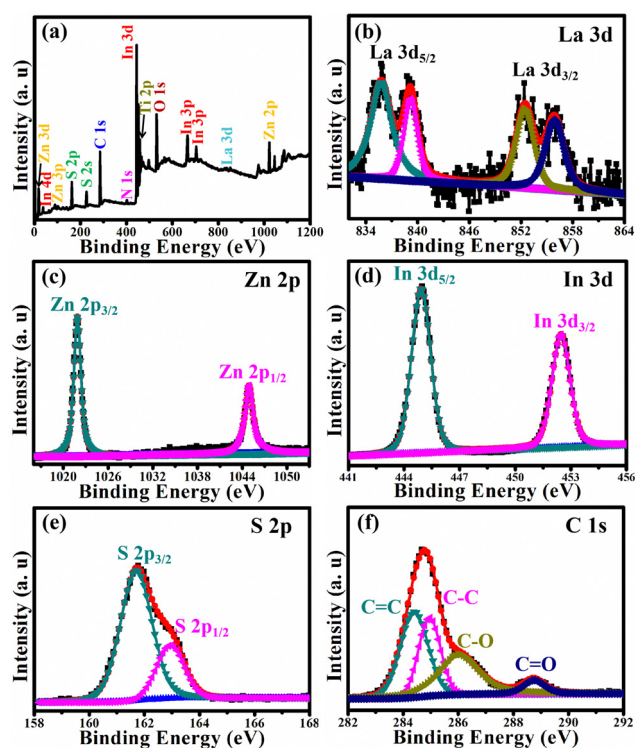 (a)
In 3d
Ti 2p
O 1s
In 3p
In 3p
La 3d
Zn 2p
Zn 3d
In 4d
Zn 3p
S 2p
S 2s
C 1s
N 1s
0 200 400 600 800 1000 1200
Binding Energy (eV)
Intensity (a. u)
(b)
La 3d
La 3d5/2
La 3d3/2
834 840 846 852 858 864
Binding Energy (eV)
Intensity (a. u)
(c)
Zn 2p
Zn 2p3/2
Zn 2p1/2
1020 1026 1032 1038 1044 1050
Binding Energy (eV)
Intensity (a. u)
(d)
In 3d
In 3d5/2
In 3d3/2
441 444 447 450 453 456
Binding Energy (eV)
Intensity (a. u)
(e)
S 2p
S 2p3/2
S 2p1/2
158 160 162 164 166 168
Binding Energy (eV)
Intensity (a. u)
(f)
C 1s
C=C
C-C
C-O
C=O
282 284 286 288 290 292
Binding Energy (eV)
Intensity (a. u)